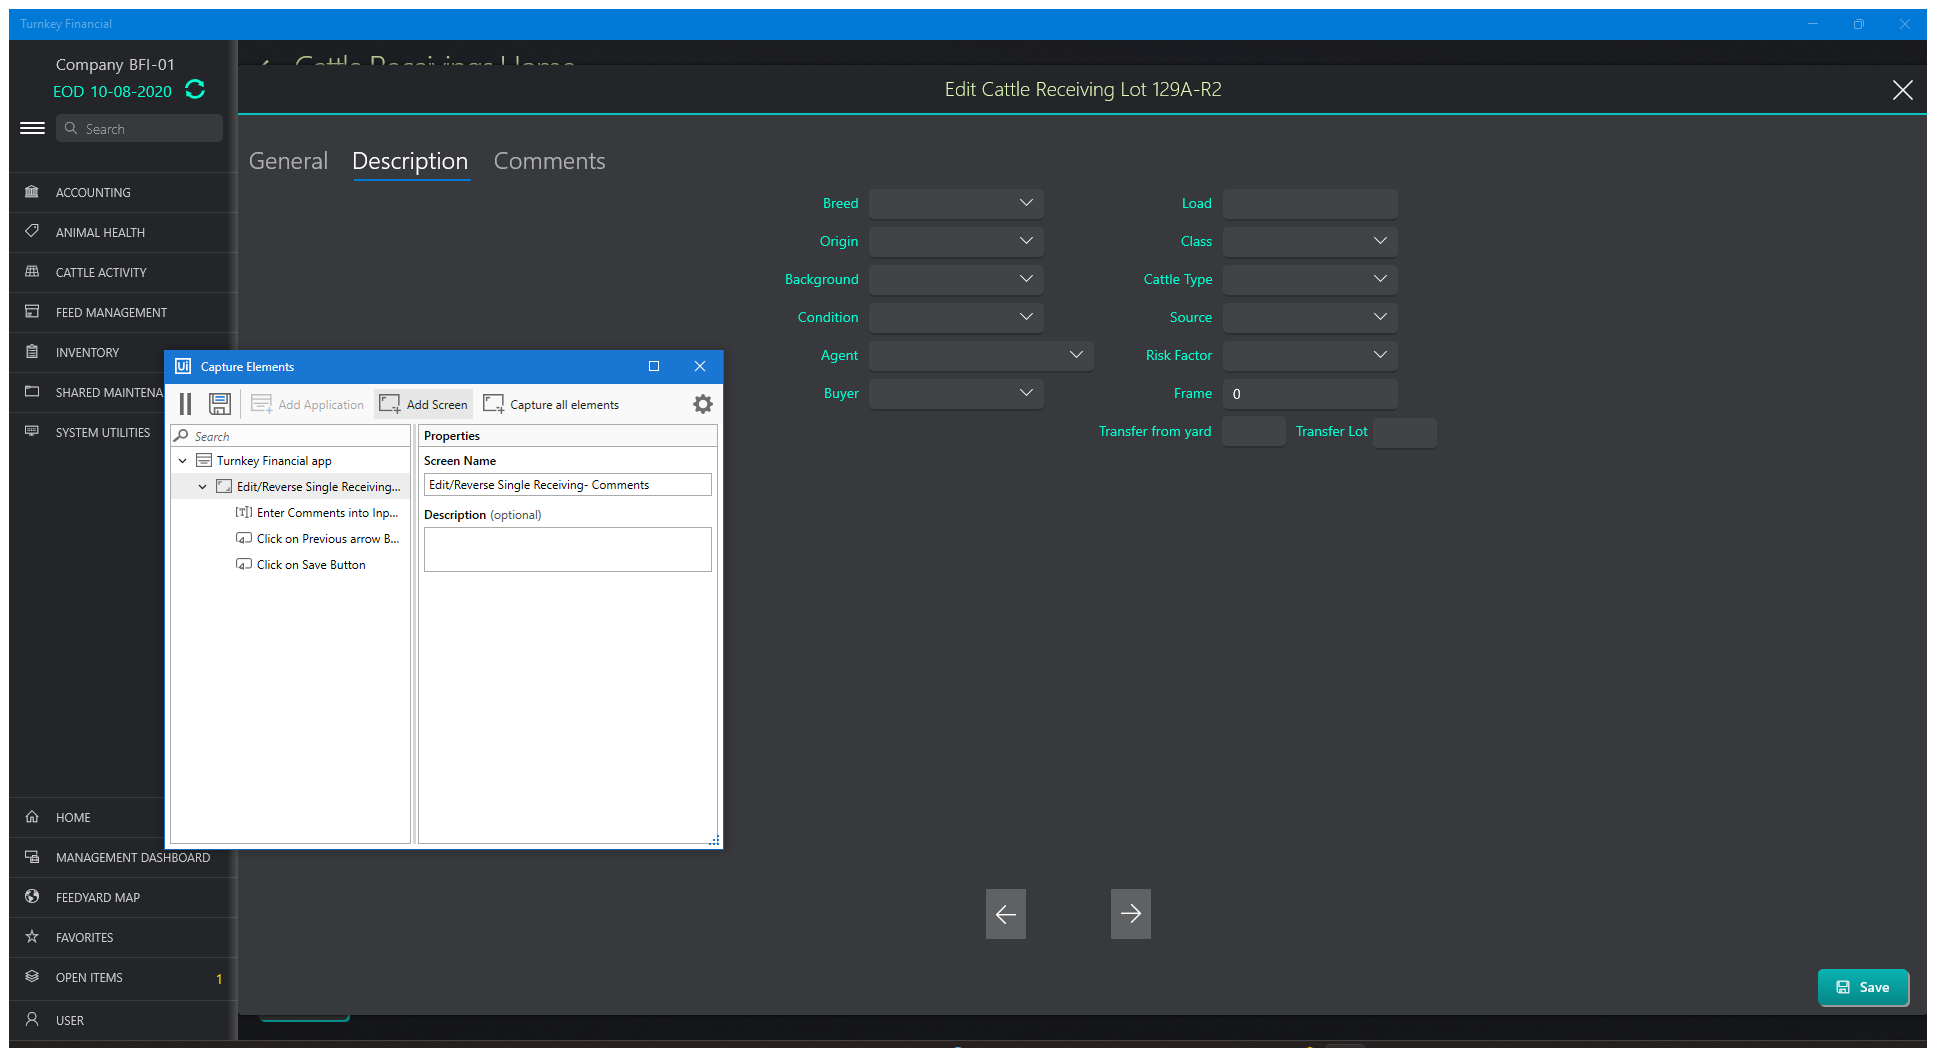 Turnkey Financial
Company BFI-01
EOD 10-08-2020
Search
ACCOUNTING
ANIMAL HEALTH
CATTLE ACTIVITY
FEED MANAGEMENT
INVENTORY
SHARED MAINTENA
SYSTEM UTILITIES
HOME
MANAGEMENT DASHBOARD
FEEDYARD MAP
FAVORITES
OPEN ITEMS 1
USER
Cattle Receivings Home
Edit Cattle Receiving Lot 129A-R2
General Description Comments
Breed Load
Origin Class
Background Cattle Type
Condition Source
Agent Risk Factor
Buyer Frame 0
Transfer from yard Transfer Lot
Save
Ui Capture Elements
Add Application Add Screen Capture all elements
Search
Turnkey Financial app
Edit/Reverse Single Receiving...
Enter Comments into Inp...
Click on Previous arrow B...
Click on Save Button
Properties
Screen Name
Edit/Reverse Single Receiving- Comments
Description (optional)